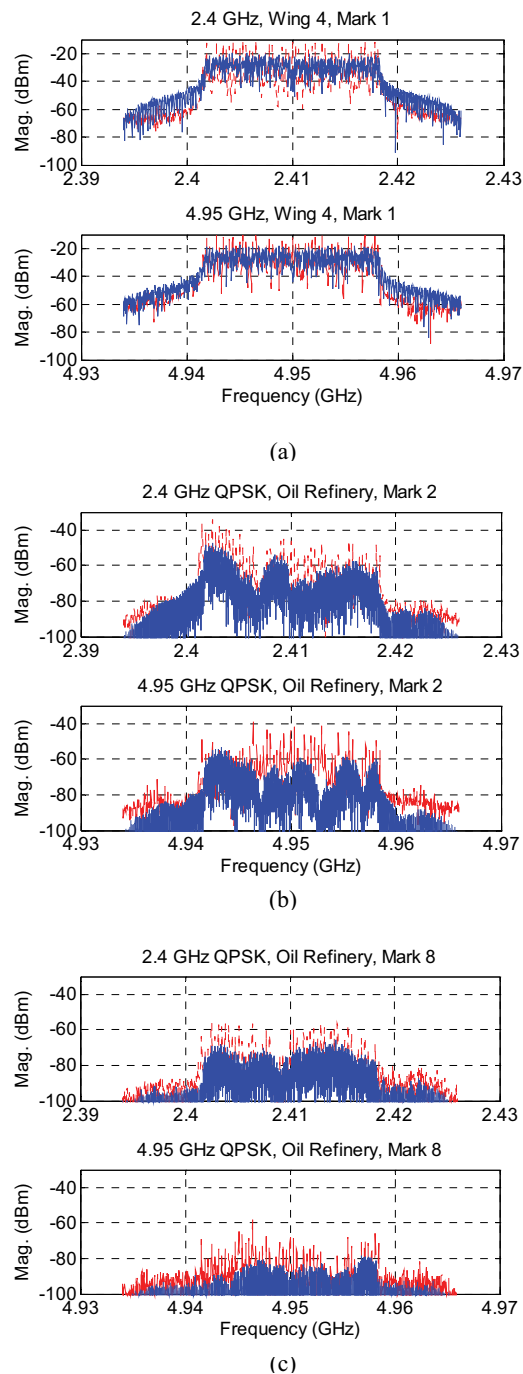 2.4 GHz, Wing 4, Mark 1
Mag. (dBm)
-20
-40
-60
-80
-100
2.39 2.4 2.41 2.42 2.43
4.95 GHz, Wing 4, Mark 1
Mag. (dBm)
-20
-40
-60
-80
-100
4.93 4.94 4.95 4.96 4.97
Frequency (GHz)
(a)
2.4 GHz QPSK, Oil Refinery, Mark 2
Mag. (dBm)
-40
-60
-80
-100
2.39 2.4 2.41 2.42 2.43
4.95 GHz QPSK, Oil Refinery, Mark 2
Mag. (dBm)
-40
-60
-80
-100
4.93 4.94 4.95 4.96 4.97
Frequency (GHz)
(b)
2.4 GHz QPSK, Oil Refinery, Mark 8
Mag. (dBm)
-40
-60
-80
-100
2.39 2.4 2.41 2.42 2.43
4.95 GHz QPSK, Oil Refinery, Mark 8
Mag. (dBm)
-40
-60
-80
-100
4.93 4.94 4.95 4.96 4.97
Frequency (GHz)
(c)